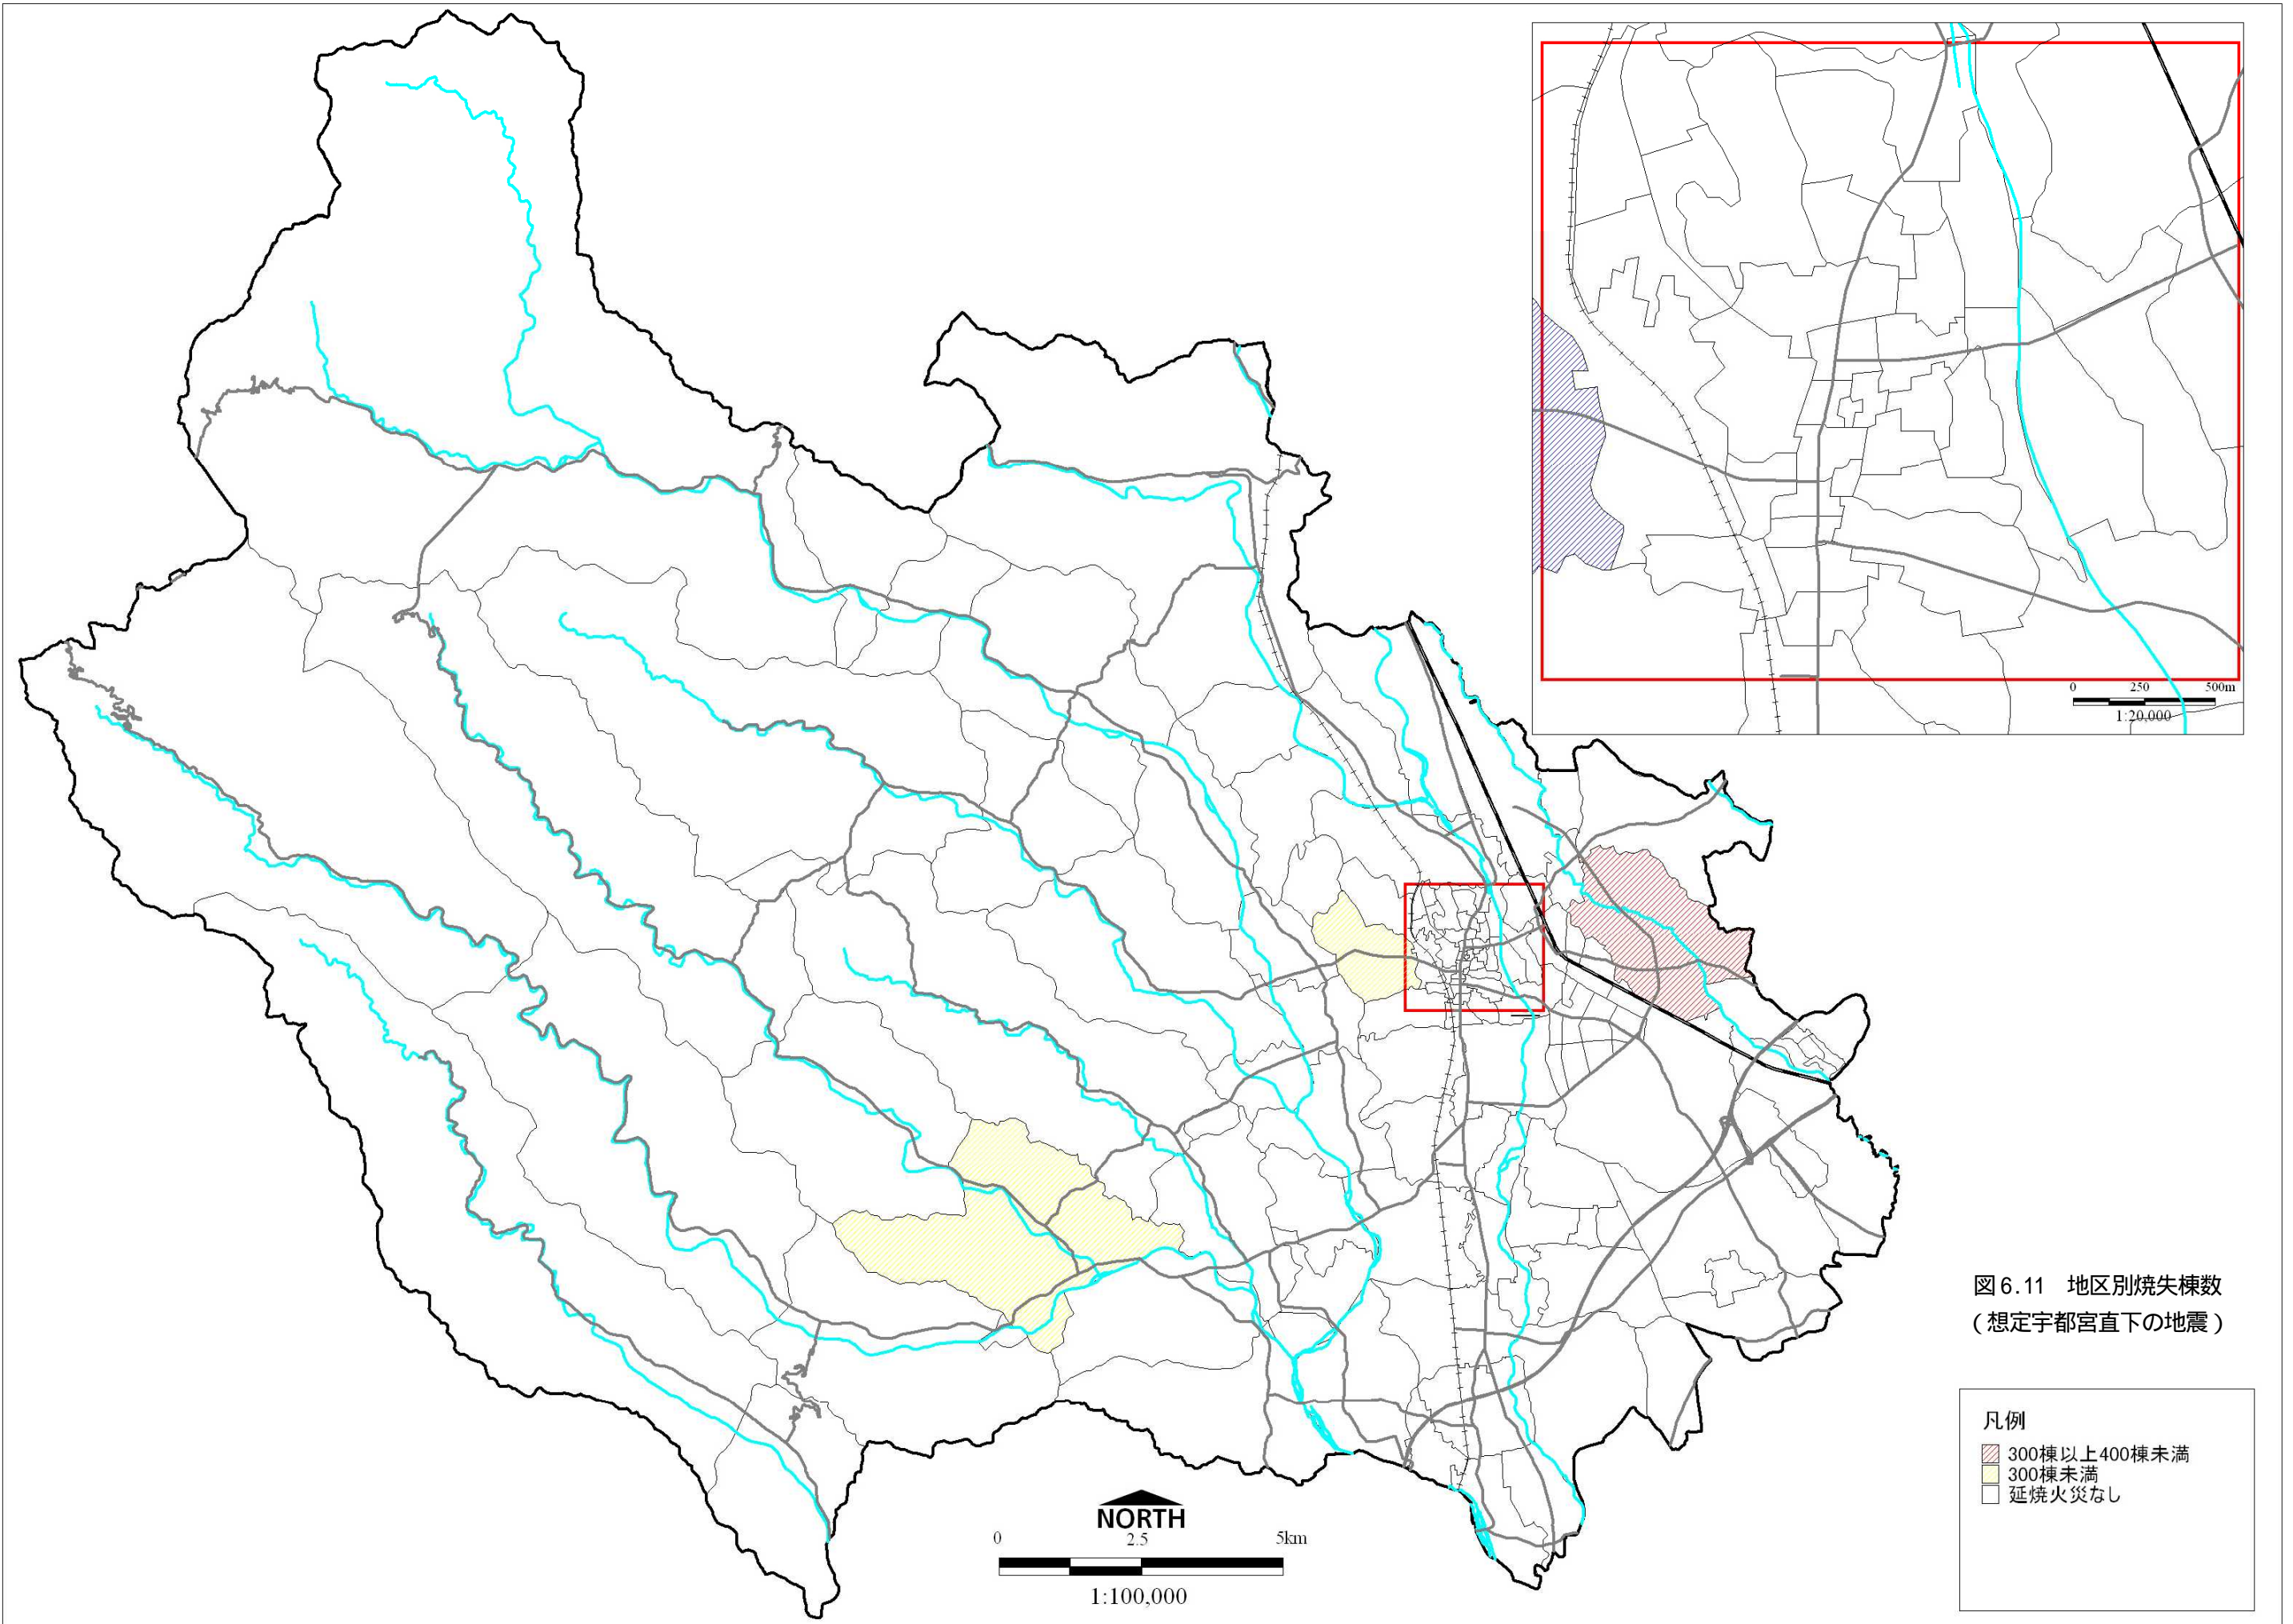 0 250 500m
1:20,000
図6.11 地区別焼失棟数
(想定宇都宮直下の地震)
凡例
300棟以上400棟未満
300棟未満
延焼火災なし
NORTH
0 2.5 5km
1:100,000